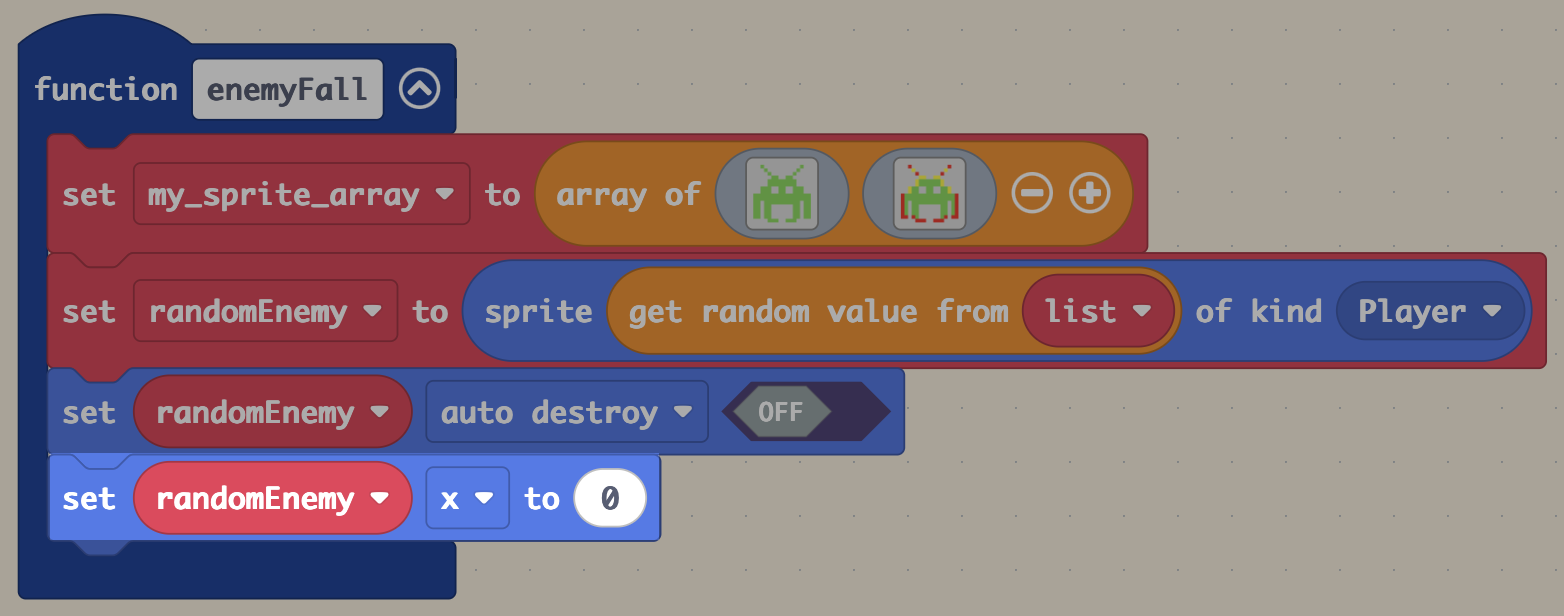 function enemyFall
set my_sprite_array to array of
set randomEnemy to sprite get random value from list of kind Player
set randomEnemy auto destroy OFF
set randomEnemy x to 0